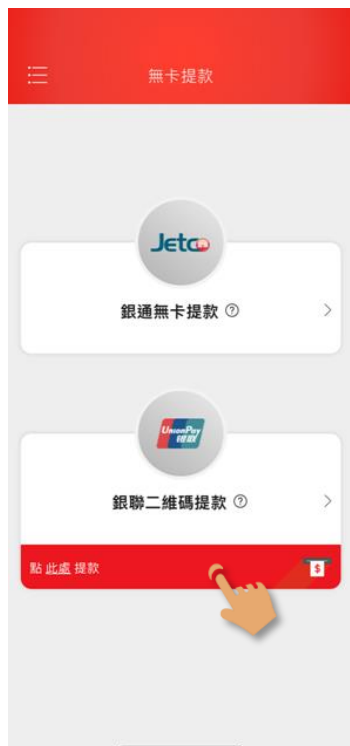 無卡提款
Jetco
銀通無卡提款 ?
UnionPay
银联
銀聯二維碼提款 ?
點 此處 提款
$